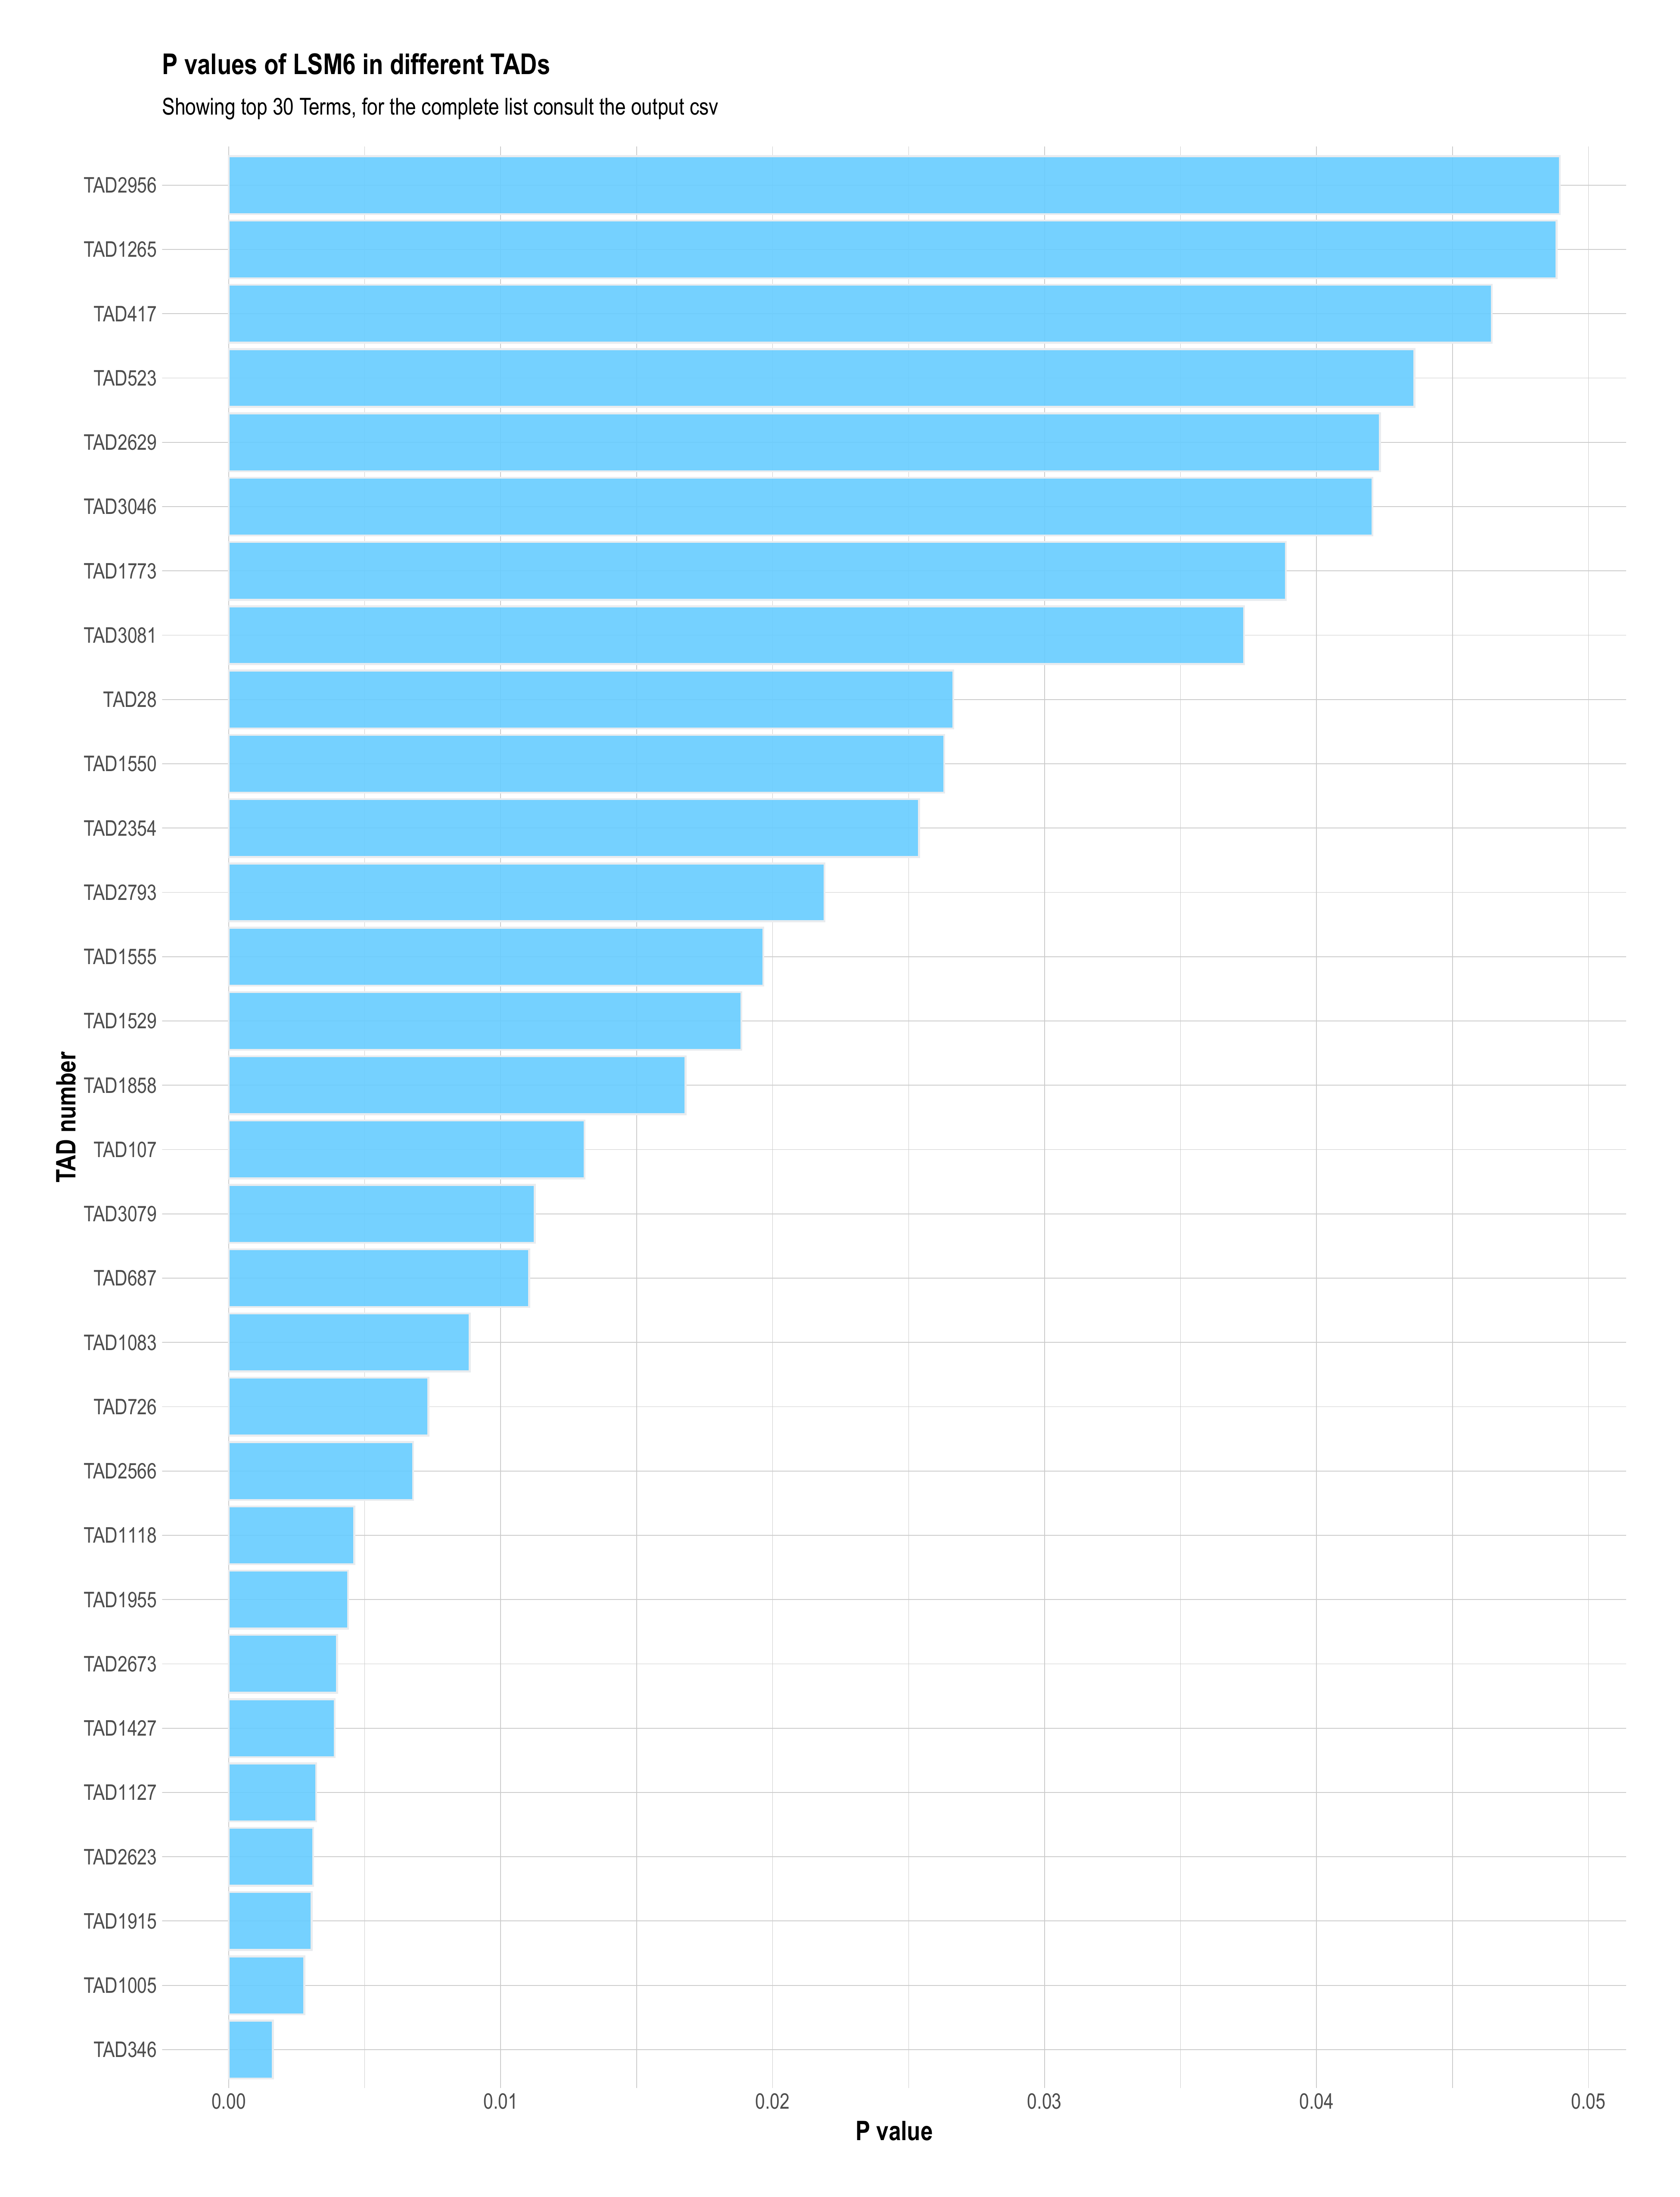 P values of LSM6 in different TADs
Showing top 30 Terms, for the complete list consult the output csv
TAD2956
TAD1265
TAD417
TAD523
TAD2629
TAD3046
TAD1773
TAD3081
TAD28
TAD1550
TAD2354
TAD2793
TAD1555
TAD1529
TAD1858
TAD107
TAD3079
TAD687
TAD1083
TAD726
TAD2566
TAD1118
TAD1955
TAD2673
TAD1427
TAD1127
TAD2623
TAD1915
TAD1005
TAD346
TAD number
0.00 0.01 0.02 0.03 0.04 0.05
P value